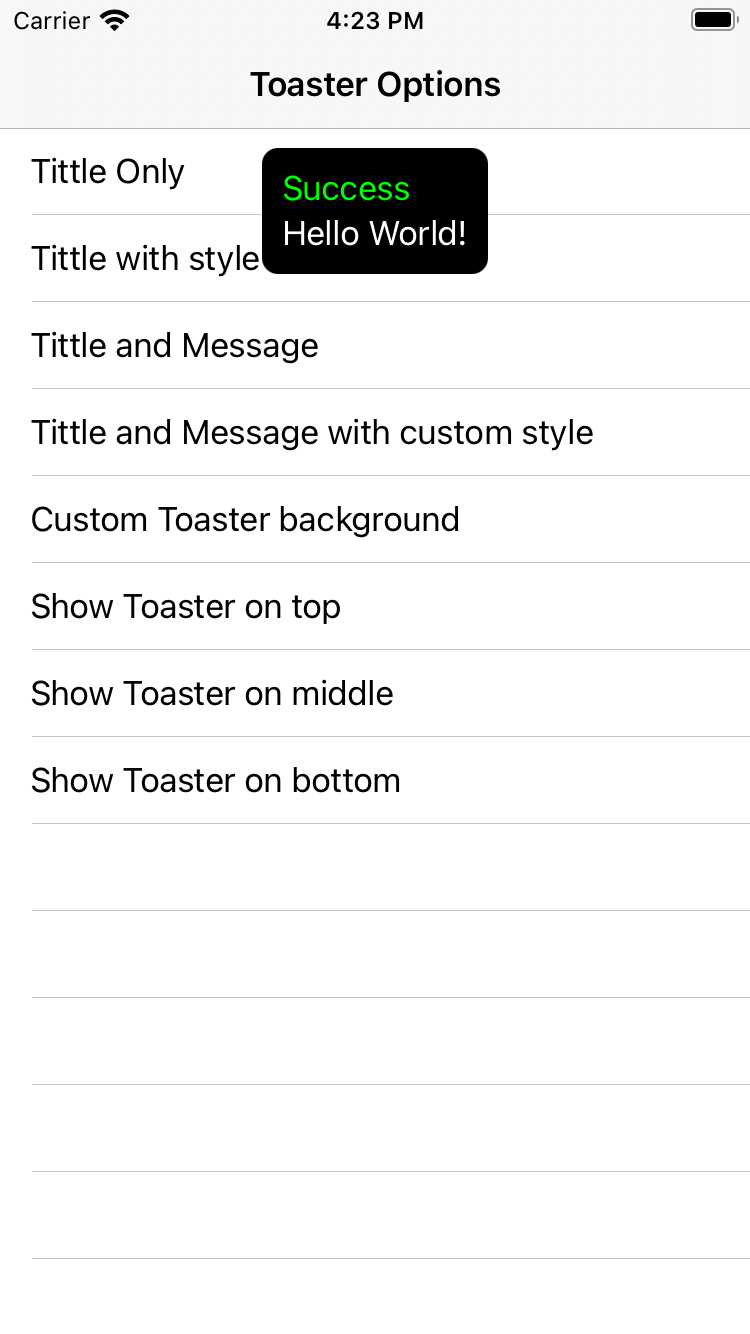 Carrier 4:23 PM
Toaster Options
Tittle Only
Success
Hello World!
Tittle with style
Tittle and Message
Tittle and Message with custom style
Custom Toaster background
Show Toaster on top
Show Toaster on middle
Show Toaster on bottom